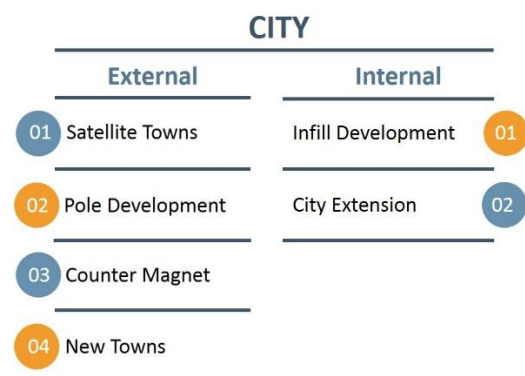 CITY
External
01 Satellite Towns
02 Pole Development
03 Counter Magnet
04 New Towns
Internal
Infill Development 01
City Extension 02